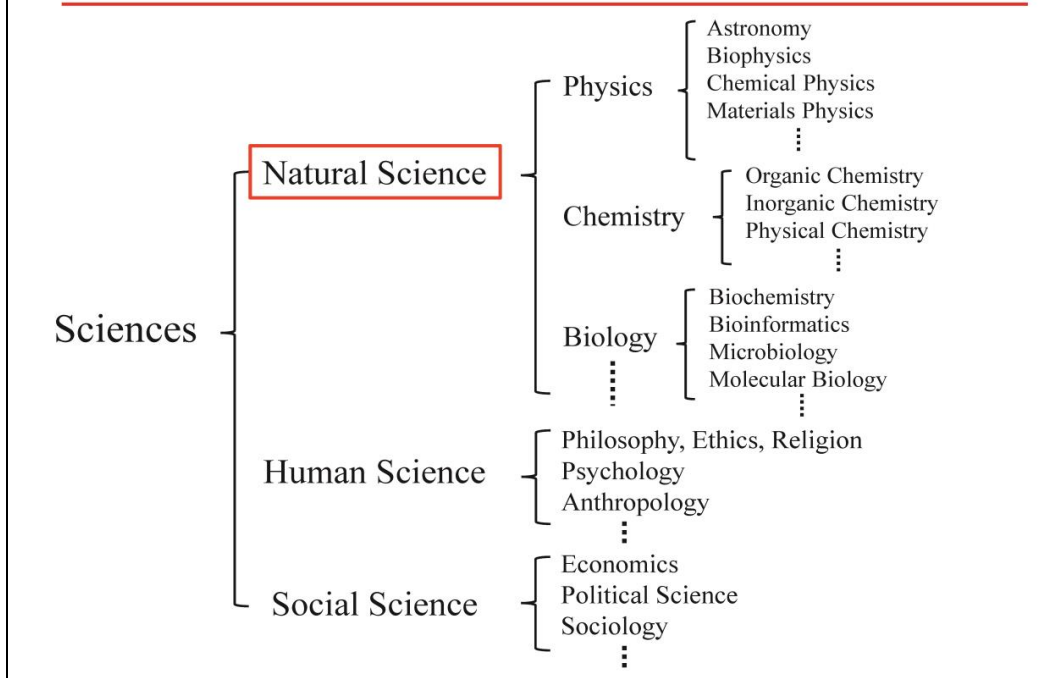 Sciences
Natural Science
Physics
Astronomy
Biophysics
Chemical Physics
Materials Physics
Chemistry
Organic Chemistry
Inorganic Chemistry
Physical Chemistry
Biology
Biochemistry
Bioinformatics
Microbiology
Molecular Biology
Human Science
Philosophy, Ethics, Religion
Psychology
Anthropology
Social Science
Economics
Political Science
Sociology